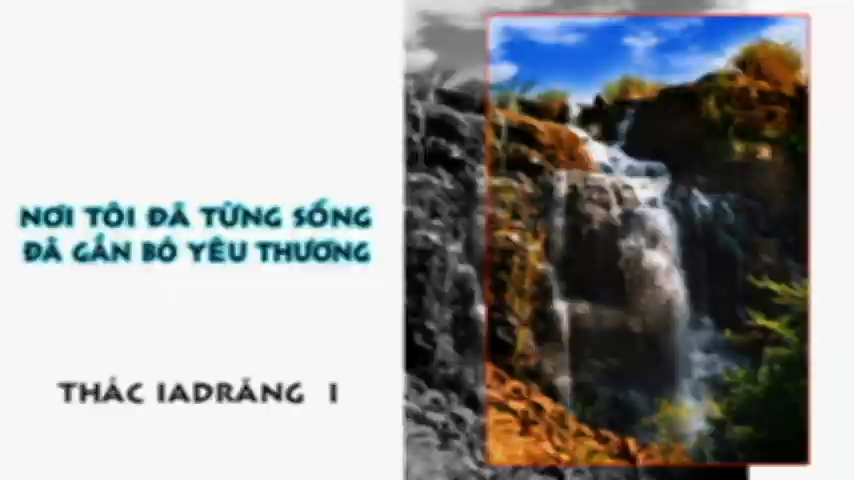 NƠI TÔI ĐÃ TỪNG SỐNG
ĐÃ GẮN BÓ YÊU THƯƠNG
THÁC IADRĂNG I